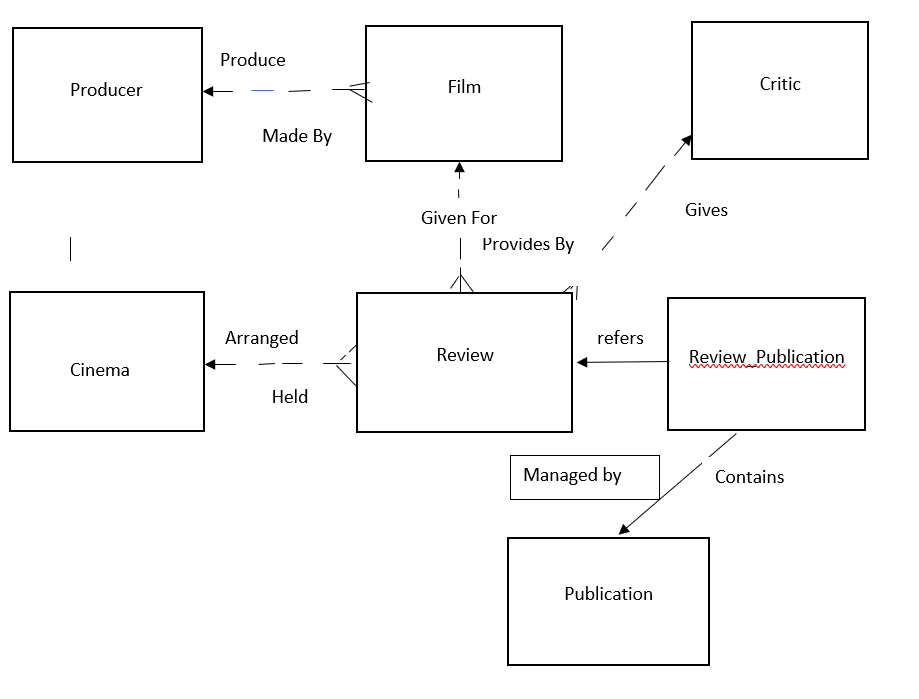 Produce
Producer
Film
Critic
Made By
Given For
Gives
Provides By
Arranged
refers
Cinema
Review
Review_Publication
Held
Managed by
Contains
Publication